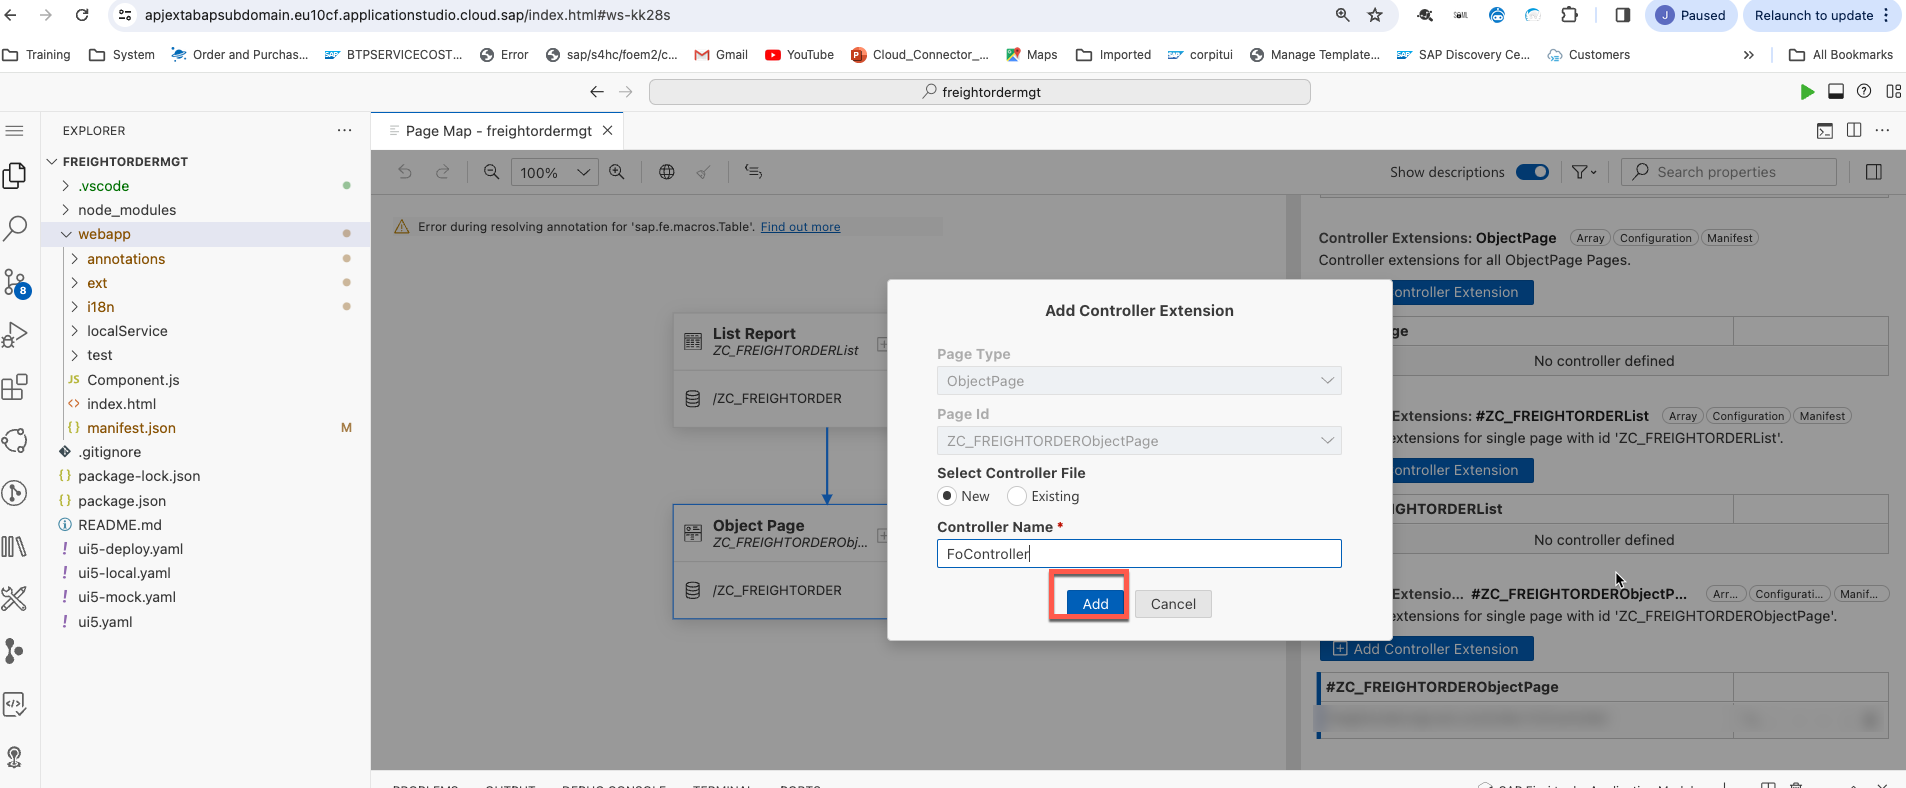 apjextabapsubdomain.eu10cf.applicationstudio.cloud.sap/index.html#ws-kk28s
J Paused
Relaunch to update
Training
System
Order and Purchas...
BTPSERVICECOST...
Error
sap/s4hc/foem2/c...
Gmail
YouTube
Cloud_Connector_...
Maps
Imported
corpitui
Manage Template...
SAP Discovery Ce...
Customers
»
All Bookmarks
freightordermgt
EXPLORER
Page Map - freightordermgt
FREIGHTORDERMGT
.vscode
node_modules
webapp
annotations
ext
i18n
localService
test
JS Component.js
index.html
manifest.json M
.gitignore
package-lock.json
package.json
README.md
ui5-deploy.yaml
ui5-local.yaml
ui5-mock.yaml
ui5.yaml
8
100%
Show descriptions
Search properties
Error during resolving annotation for 'sap.fe.macros.Table'. Find out more
List Report
ZC_FREIGHTORDERList
/ZC_FREIGHTORDER
Object Page
ZC_FREIGHTORDERObj...
/ZC_FREIGHTORDER
Add Controller Extension
Page Type
ObjectPage
Page Id
ZC_FREIGHTORDERObjectPage
Select Controller File
New
Existing
Controller Name *
FoController
Add
Cancel
Controller Extensions: ObjectPage Array Configuration Manifest
Controller extensions for all ObjectPage Pages.
ontroller Extension
ge
No controller defined
Extensions: #ZC_FREIGHTORDERList Array Configuration Manifest
extensions for single page with id 'ZC_FREIGHTORDERList'.
ontroller Extension
IGHTORDERList
No controller defined
Extensio... #ZC_FREIGHTORDERObjectP... Arr... Configurati... Manif...
extensions for single page with id 'ZC_FREIGHTORDERObjectPage'.
Add Controller Extension
#ZC_FREIGHTORDERObjectPage
PROBLEMS
OUTPUT
DEBUG CONSOLE
TERMINAL
PORTS